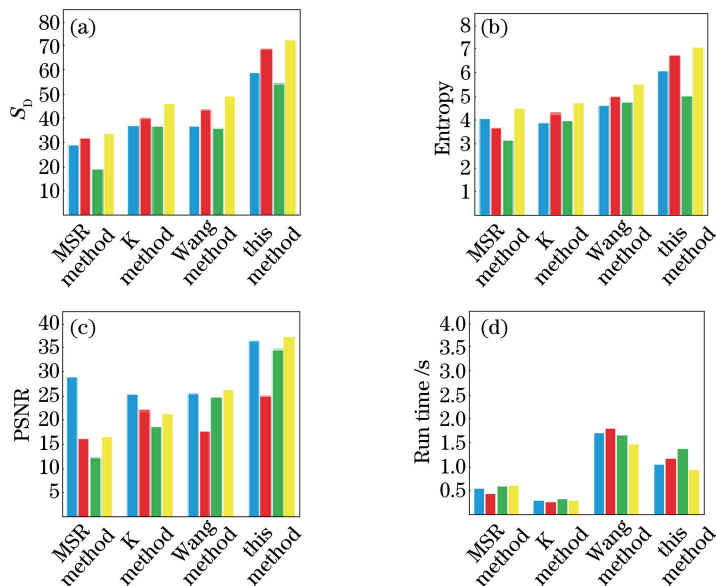 (a)
80
70
60
50
40
30
20
10
S_D
MSR method
K method
Wang method
this method
(b)
8
7
6
5
4
3
2
1
Entropy
MSR method
K method
Wang method
this method
(c)
40
35
30
25
20
15
10
5
PSNR
MSR method
K method
Wang method
this method
(d)
4.0
3.5
3.0
2.5
2.0
1.5
1.0
0.5
Run time /s
MSR method
K method
Wang method
this method